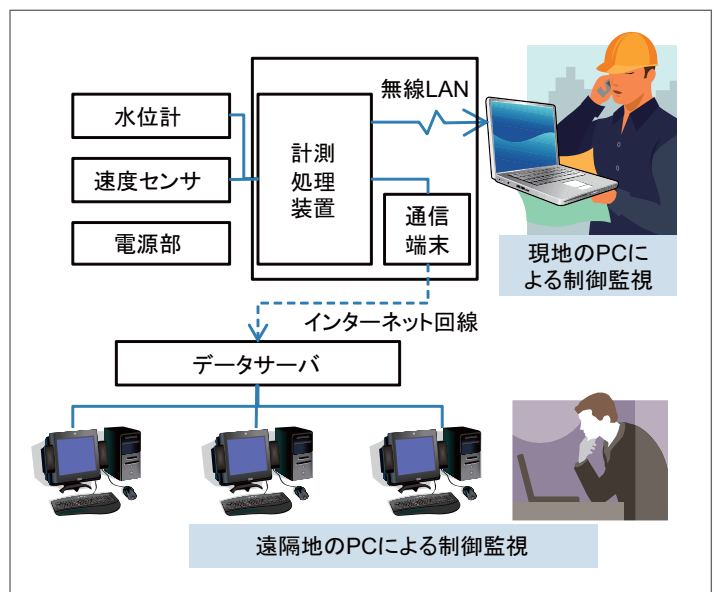 無線LAN
水位計
速度センサ
電源部
計測
処理
装置
通信
端末
現地のPCに
よる制御監視
インターネット回線
データサーバ
遠隔地のPCによる制御監視